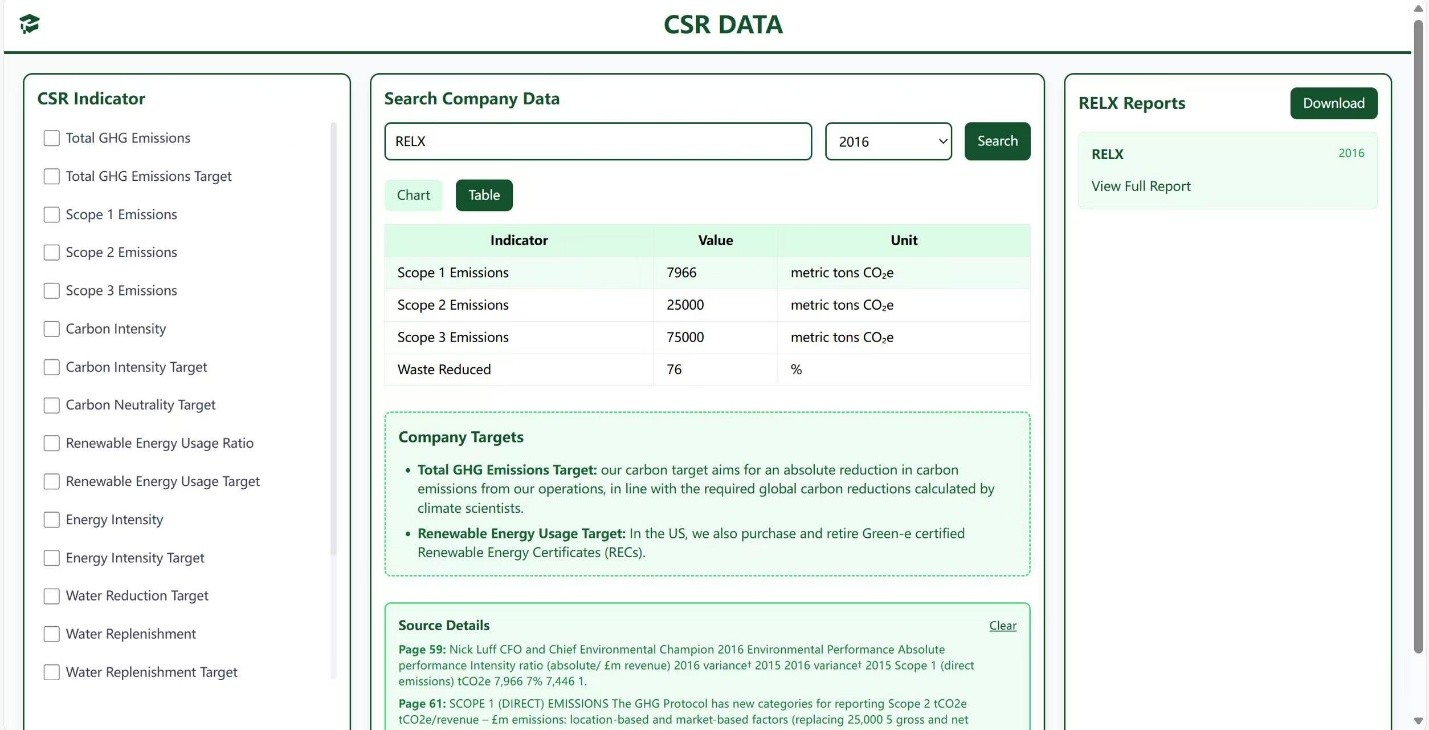 CSR DATA
CSR Indicator
Total GHG Emissions
Total GHG Emissions Target
Scope 1 Emissions
Scope 2 Emissions
Scope 3 Emissions
Carbon Intensity
Carbon Intensity Target
Carbon Neutrality Target
Renewable Energy Usage Ratio
Renewable Energy Usage Target
Energy Intensity
Energy Intensity Target
Water Reduction Target
Water Replenishment
Water Replenishment Target
Search Company Data
RELX
2016
Search
Chart
Table
Indicator Value Unit
Scope 1 Emissions 7966 metric tons CO₂e
Scope 2 Emissions 25000 metric tons CO₂e
Scope 3 Emissions 75000 metric tons CO₂e
Waste Reduced 76 %
Company Targets
• Total GHG Emissions Target: our carbon target aims for an absolute reduction in carbon
emissions from our operations, in line with the required global carbon reductions calculated by
climate scientists.
• Renewable Energy Usage Target: In the US, we also purchase and retire Green-e certified
Renewable Energy Certificates (RECs).
Source Details
Clear
Page 59: Nick Luff CFO and Chief Environmental Champion 2016 Environmental Performance Absolute
performance Intensity ratio (absolute/ £m revenue) 2016 variance† 2015 2016 variance† 2015 Scope 1 (direct
emissions) tCO2e 7,966 7% 7,446 1.
Page 61: SCOPE 1 (DIRECT) EMISSIONS The GHG Protocol has new categories for reporting Scope 2 tCO2e
tCO2e/revenue – £m emissions: location-based and market-based factors (replacing 25,000 5 gross and net
RELX Reports
Download
RELX
2016
View Full Report